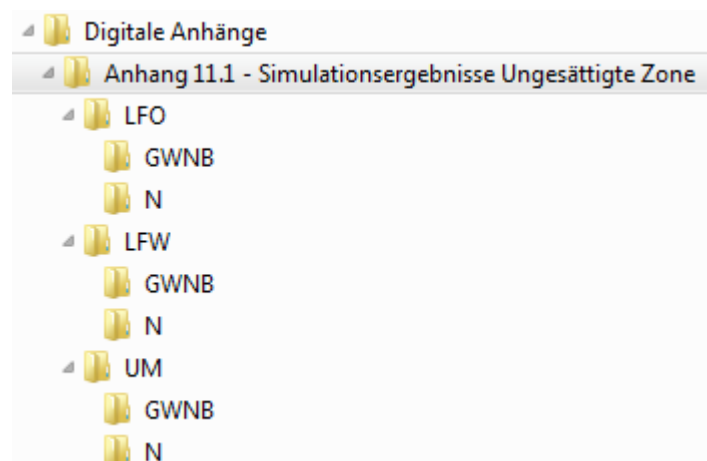 Digitale Anhänge
Anhang 11.1 - Simulationsergebnisse Ungesättigte Zone
LFO
GWNB
N
LFW
GWNB
N
UM
GWNB
N